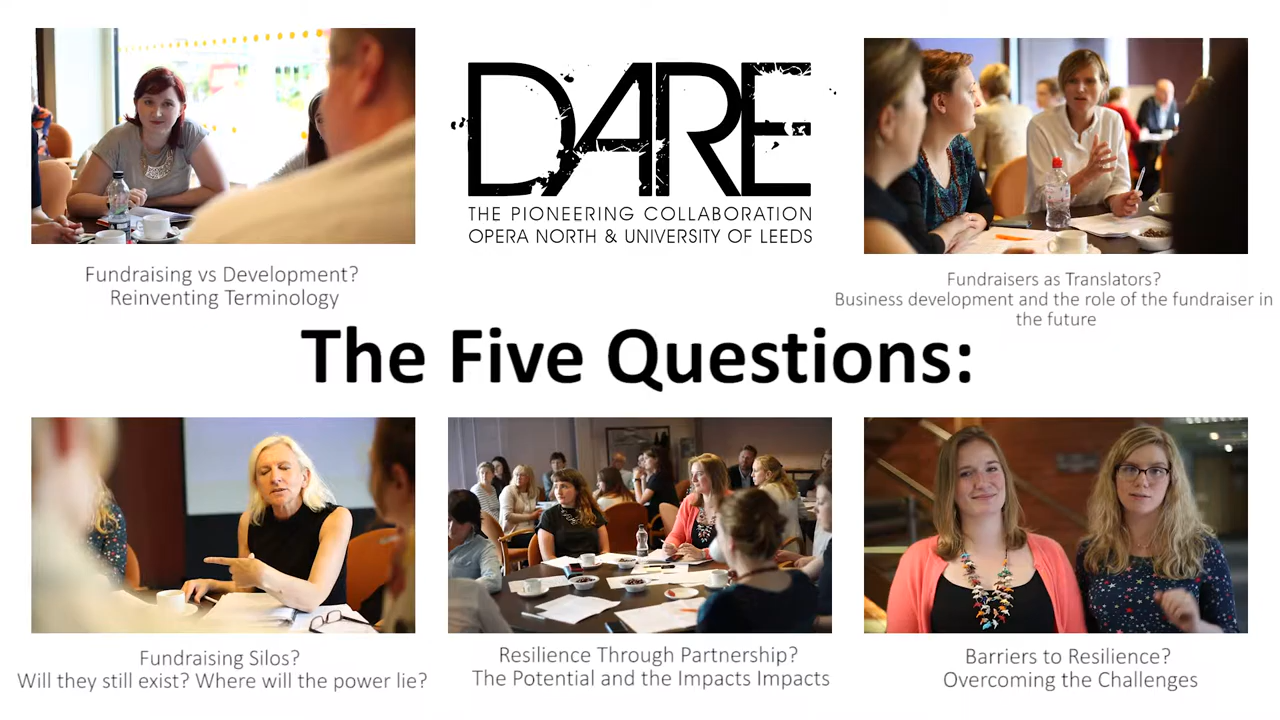 DARE
THE PIONEERING COLLABORATION
OPERA NORTH & UNIVERSITY OF LEEDS
Fundraising vs Development?
Reinventing Terminology
Fundraisers as Translators?
Business development and the role of the fundraiser in
the future
The Five Questions:
Fundraising Silos?
Will they still exist? Where will the power lie?
Resilience Through Partnership?
The Potential and the Impacts Impacts
Barriers to Resilience?
Overcoming the Challenges